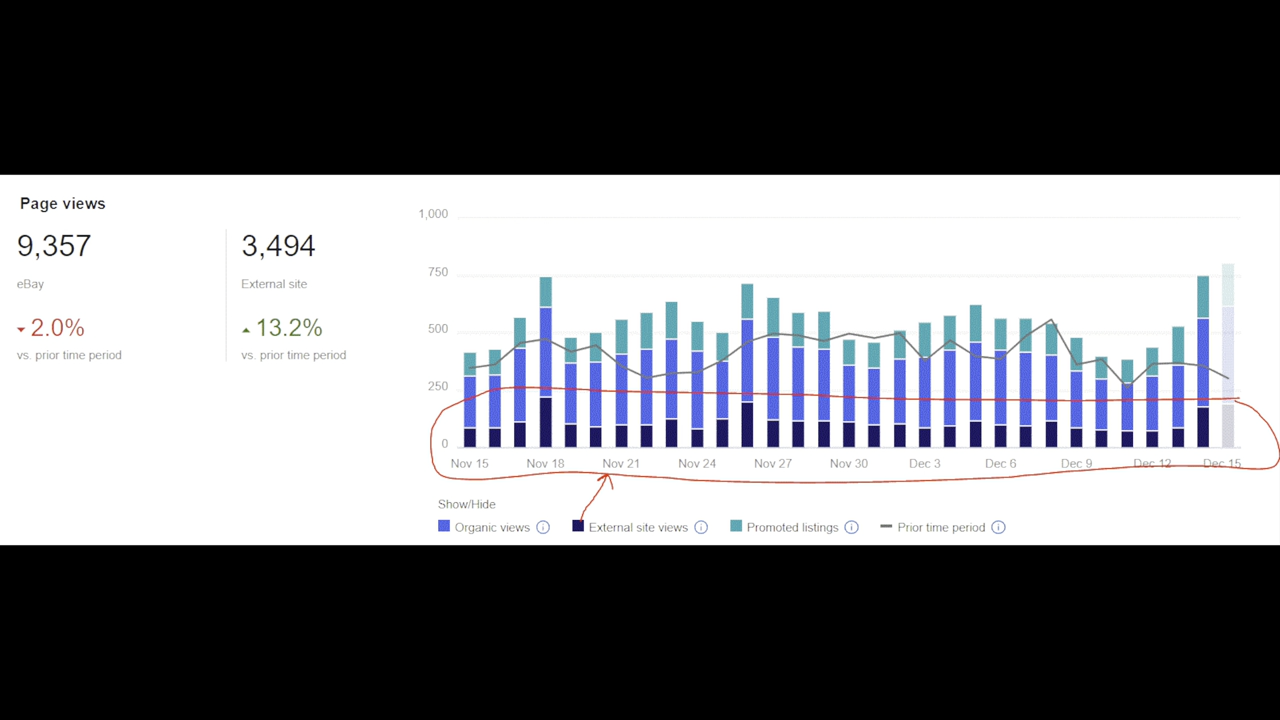 Page views
9,357
eBay
2.0%
vs. prior time period
3,494
External site
13.2%
vs. prior time period
1,000
750
500
250
0
Nov 15 Nov 18 Nov 21 Nov 24 Nov 27 Nov 30 Dec 3 Dec 6 Dec 9 Dec 12 Dec 15
Show/Hide
Organic views External site views Promoted listings Prior time period